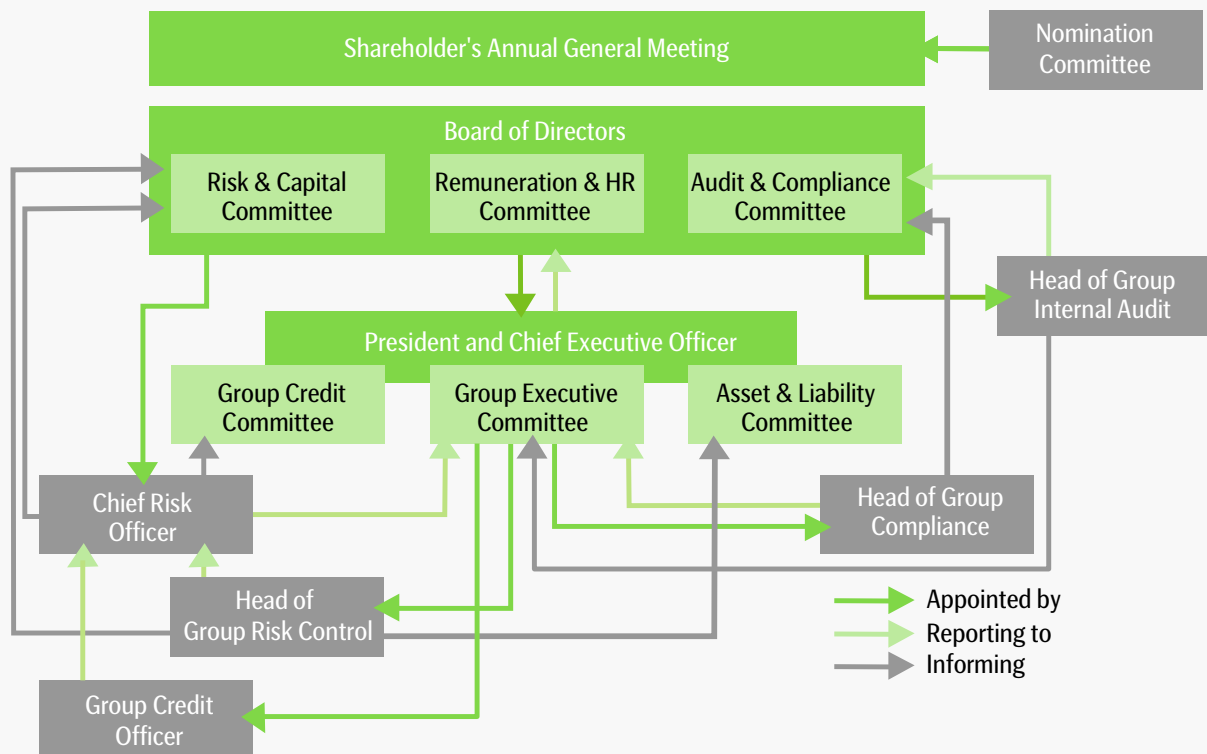 Shareholder's Annual General Meeting
Nomination
Committee
Board of Directors
Risk & Capital
Committee
Remuneration & HR
Committee
Audit & Compliance
Committee
Head of Group
Internal Audit
President and Chief Executive Officer
Group Credit
Committee
Group Executive
Committee
Asset & Liability
Committee
Chief Risk
Officer
Head of Group
Compliance
Head of
Group Risk Control
Group Credit
Officer
Appointed by
Reporting to
Informing